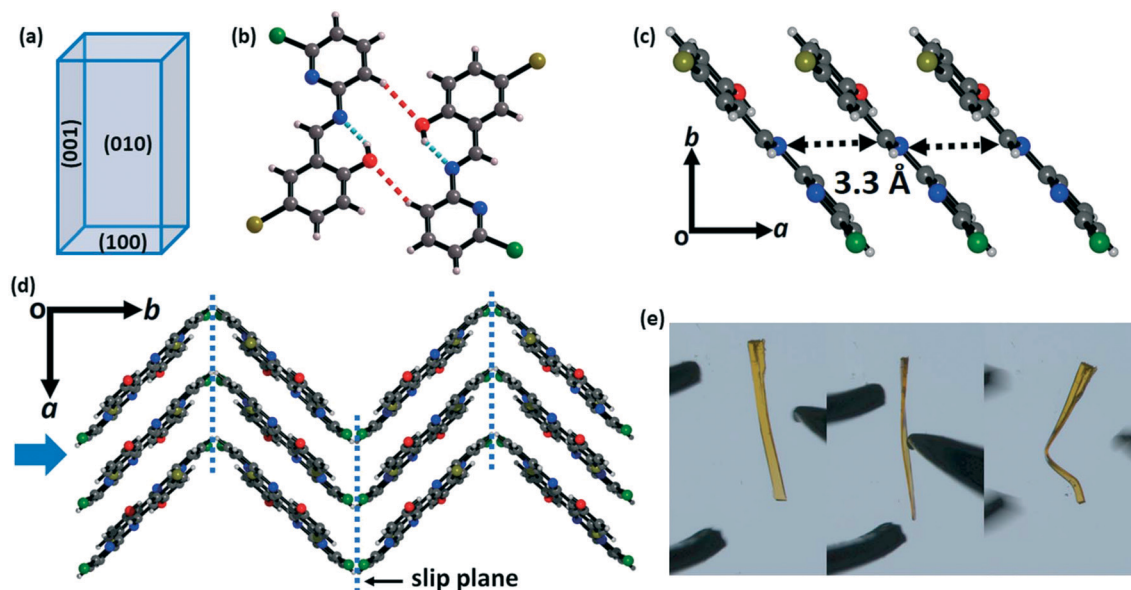 (a)
(001)
(010)
(100)
(b)
(c)
b
3.3 Å
o
a
(d)
o
b
a
slip plane
(e)